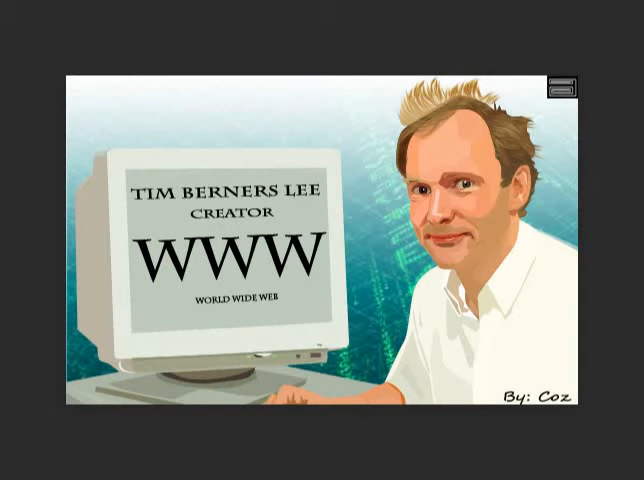 TIM BERNERS LEE
CREATOR
WWW
WORLD WIDE WEB
By: Coz